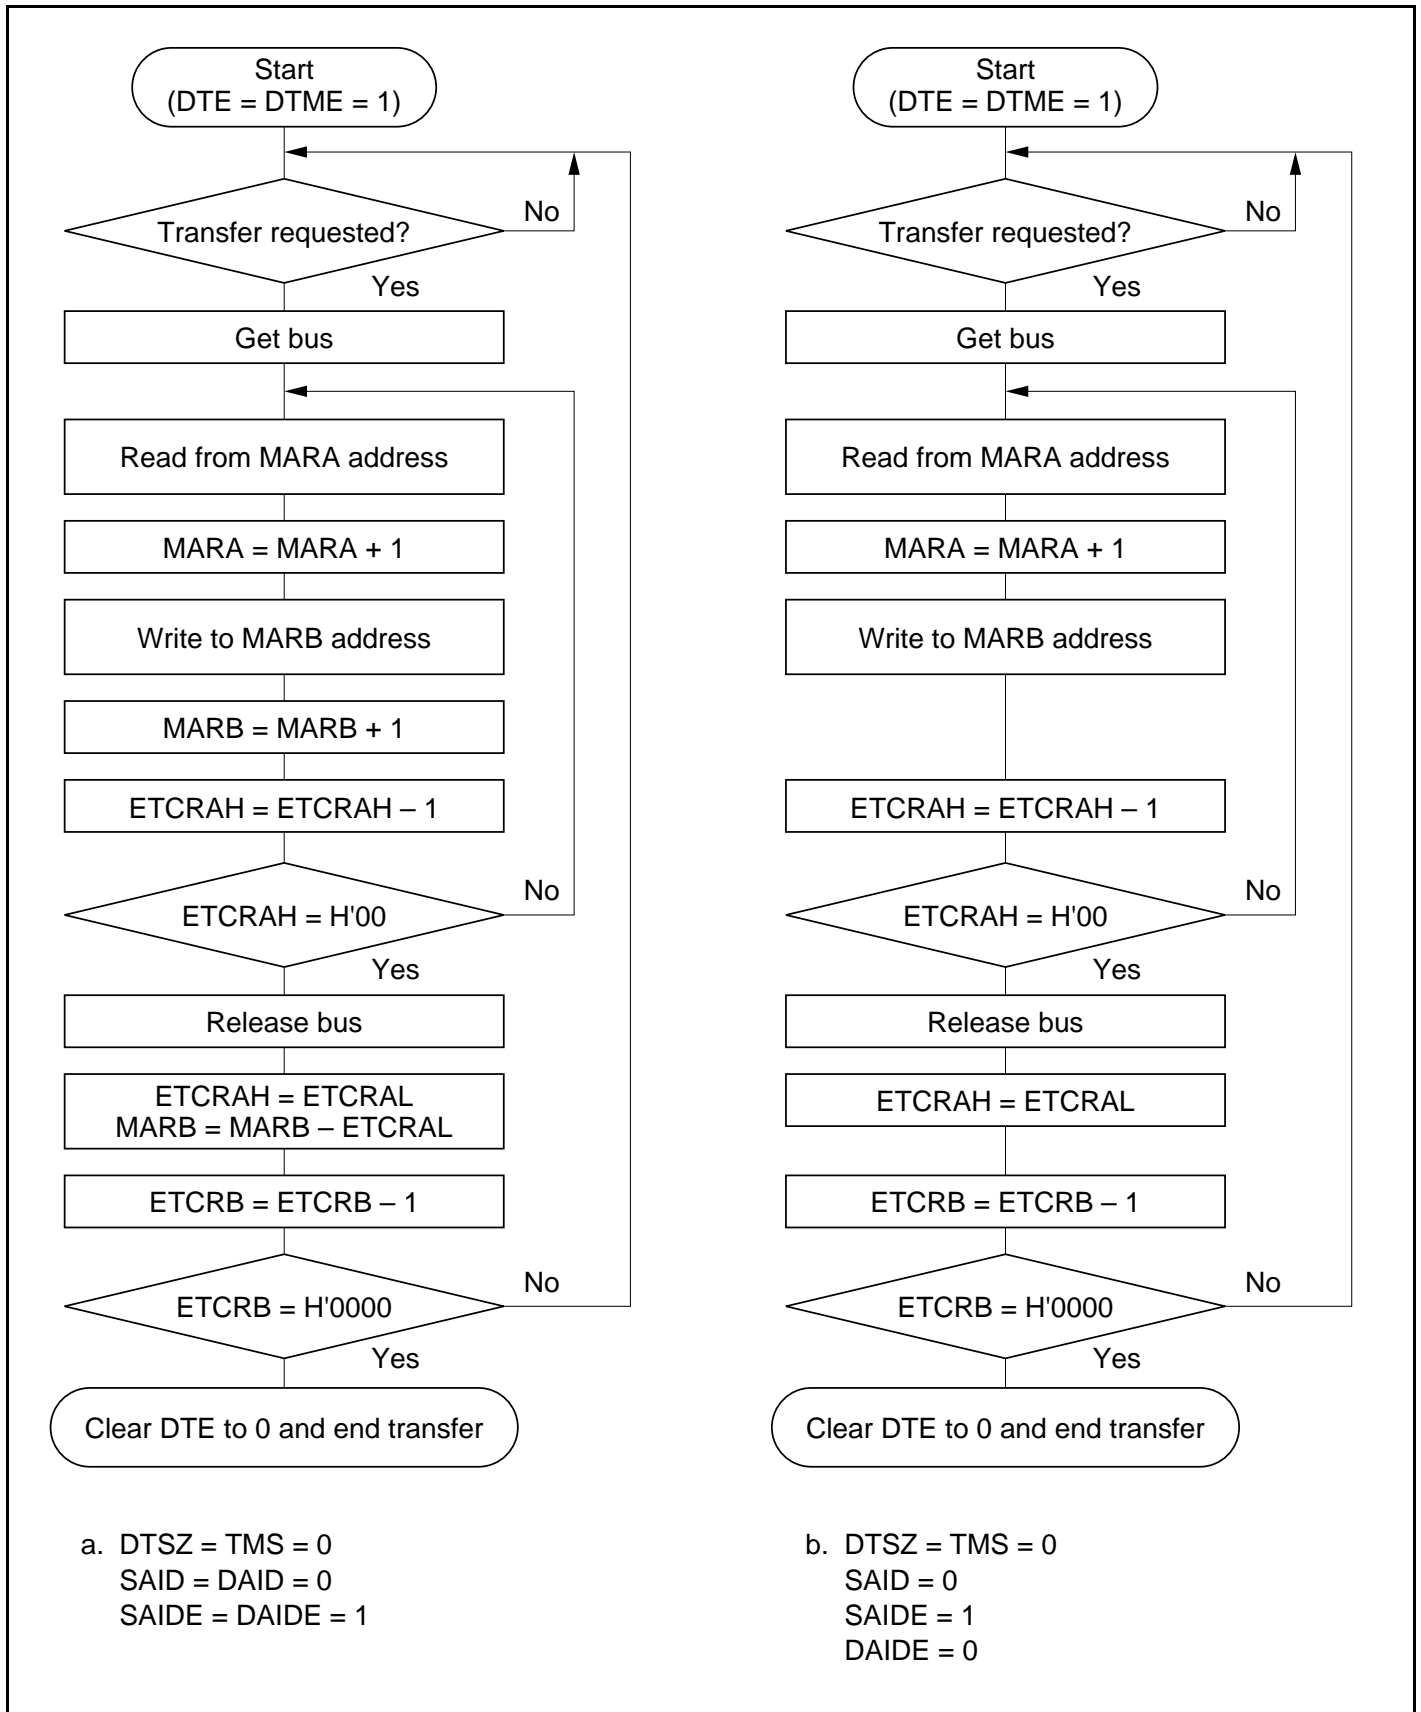 Start
(DTE = DTME = 1)
Transfer requested?
No
Yes
Get bus
Read from MARA address
MARA = MARA + 1
Write to MARB address
MARB = MARB + 1
ETCRAH = ETCRAH – 1
ETCRAH = H'00
No
Yes
Release bus
ETCRAH = ETCRAL
MARB = MARB – ETCRAL
ETCRB = ETCRB – 1
ETCRB = H'0000
No
Yes
Clear DTE to 0 and end transfer
a. DTSZ = TMS = 0
SAID = DAID = 0
SAIDE = DAIDE = 1
Start
(DTE = DTME = 1)
Transfer requested?
No
Yes
Get bus
Read from MARA address
MARA = MARA + 1
Write to MARB address
ETCRAH = ETCRAH – 1
ETCRAH = H'00
No
Yes
Release bus
ETCRAH = ETCRAL
ETCRB = ETCRB – 1
ETCRB = H'0000
No
Yes
Clear DTE to 0 and end transfer
b. DTSZ = TMS = 0
SAID = 0
SAIDE = 1
DAIDE = 0